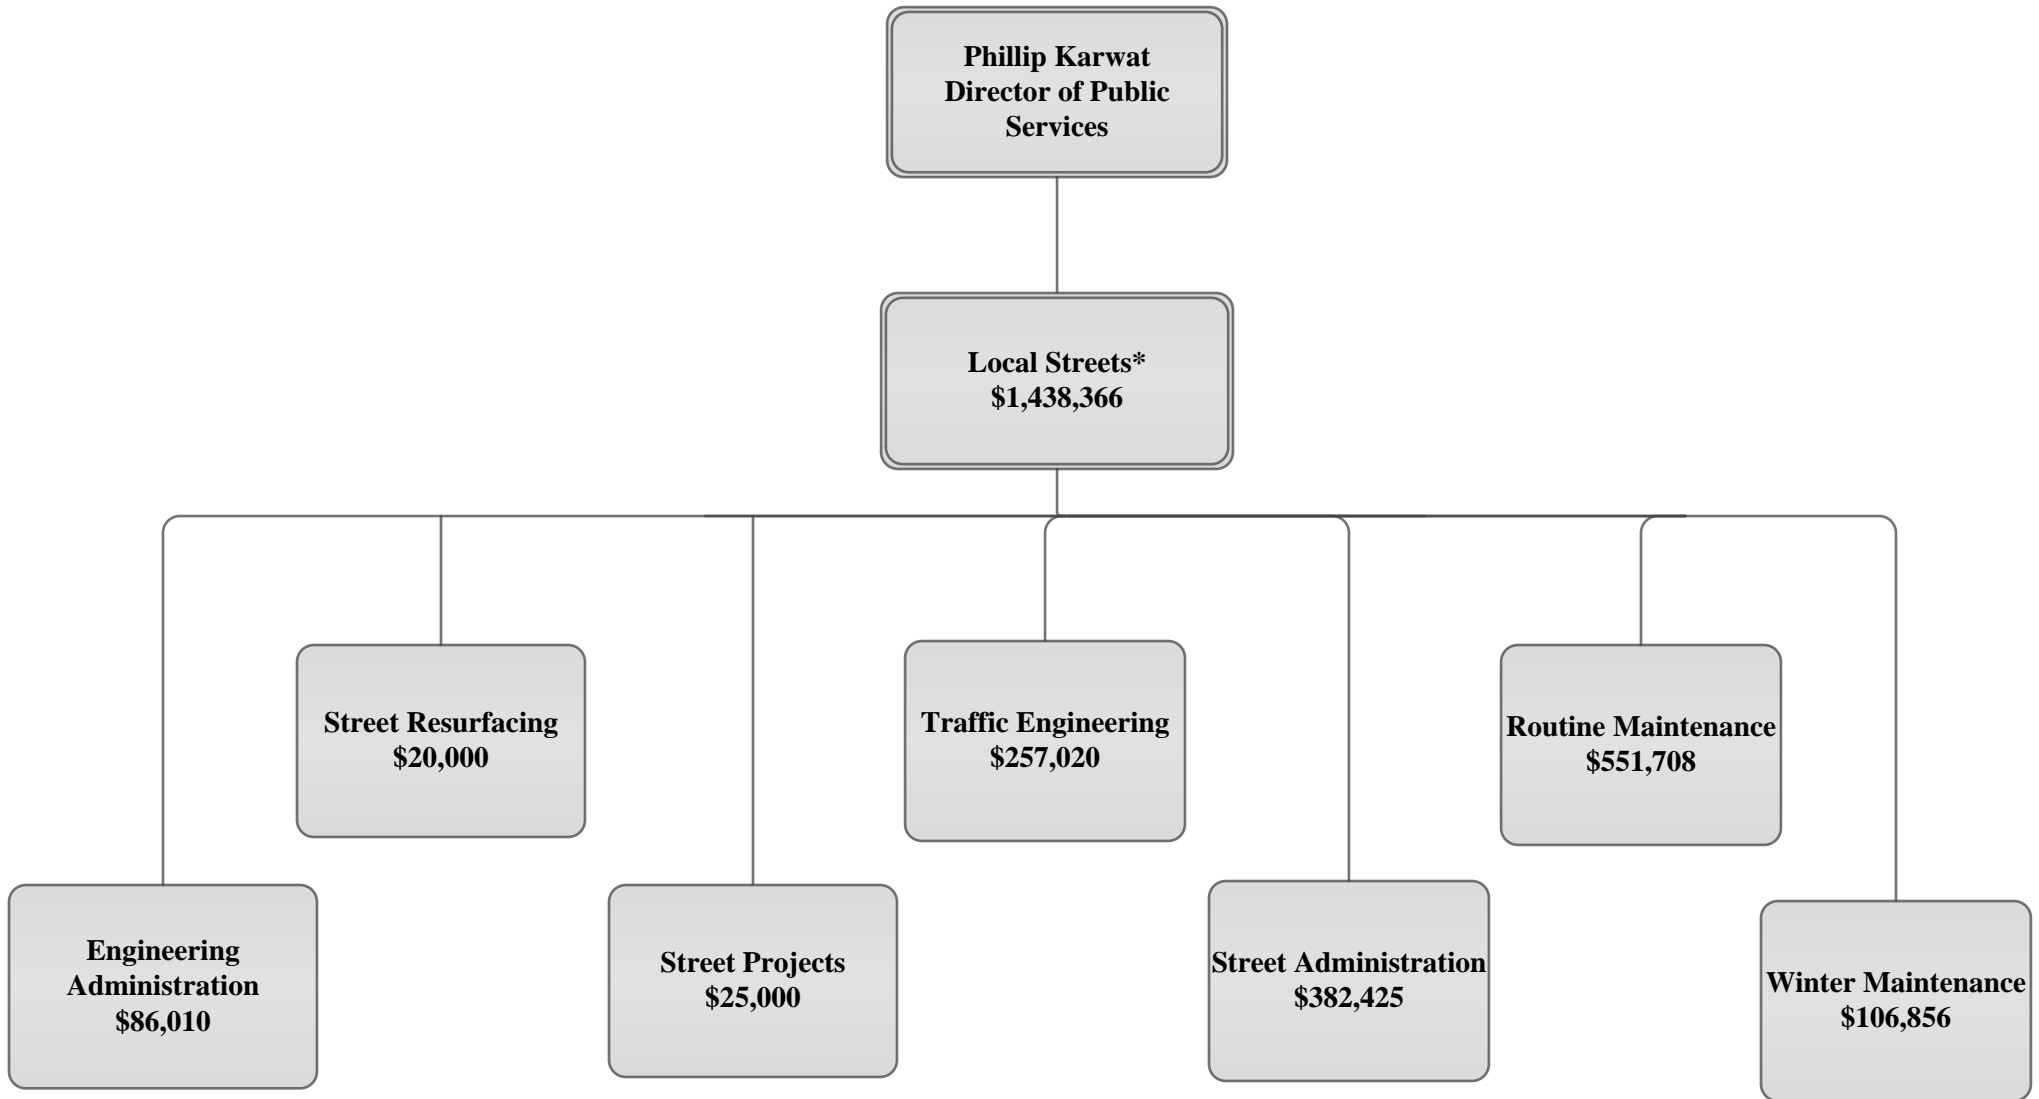 Phillip Karwat
Director of Public
Services
Local Streets*
$1,438,366
Street Resurfacing
$20,000
Traffic Engineering
$257,020
Routine Maintenance
$551,708
Engineering
Administration
$86,010
Street Projects
$25,000
Street Administration
$382,425
Winter Maintenance
$106,856